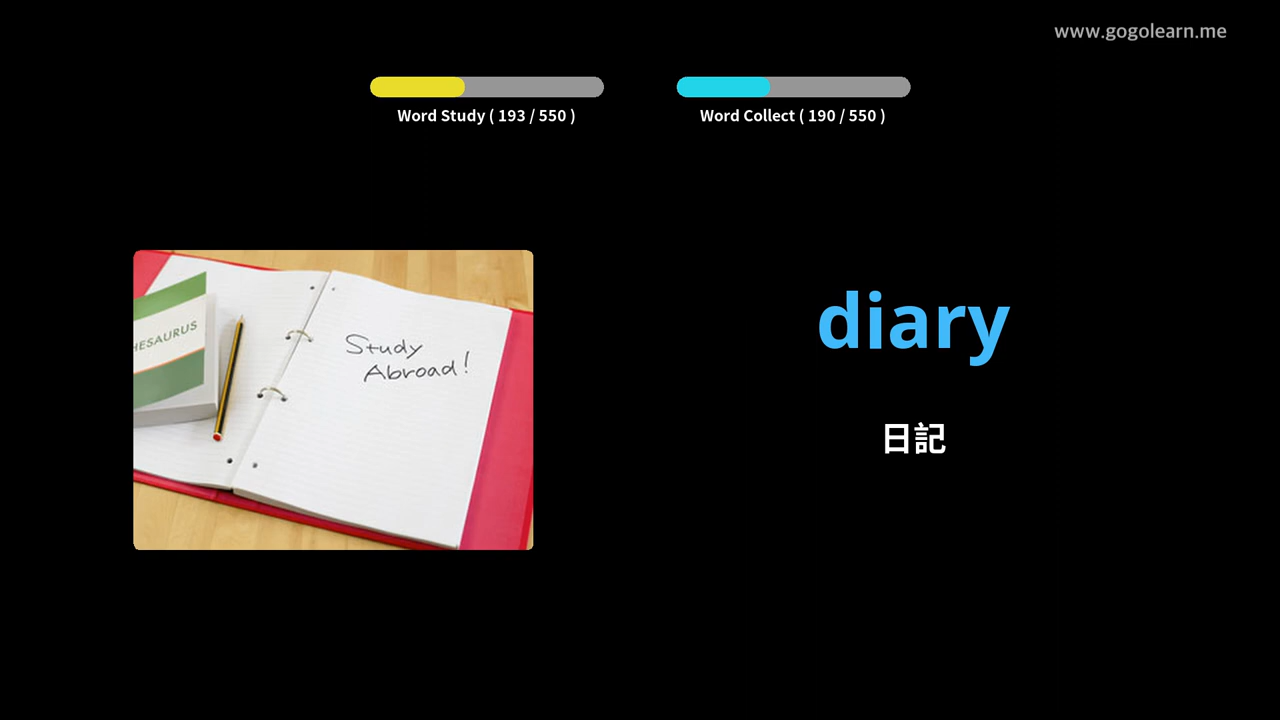 www.gogolearn.me
Word Study ( 193 / 550 )
Word Collect ( 190 / 550 )
HESAURUS
Study
Abroad!
diary
日記